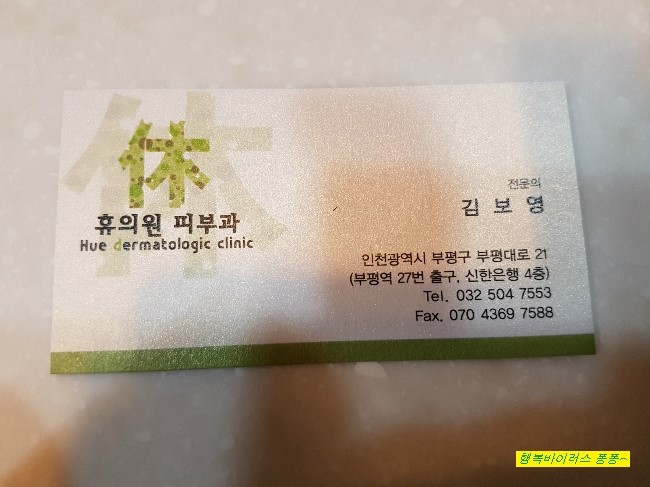 休
휴의원 피부과
Hue dermatologic clinic
전문의
김 보 영
인천광역시 부평구 부평대로 21
(부평역 27번 출구, 신한은행 4층)
Tel. 032 504 7553
Fax. 070 4369 7588
행복바이러스 퐁퐁~